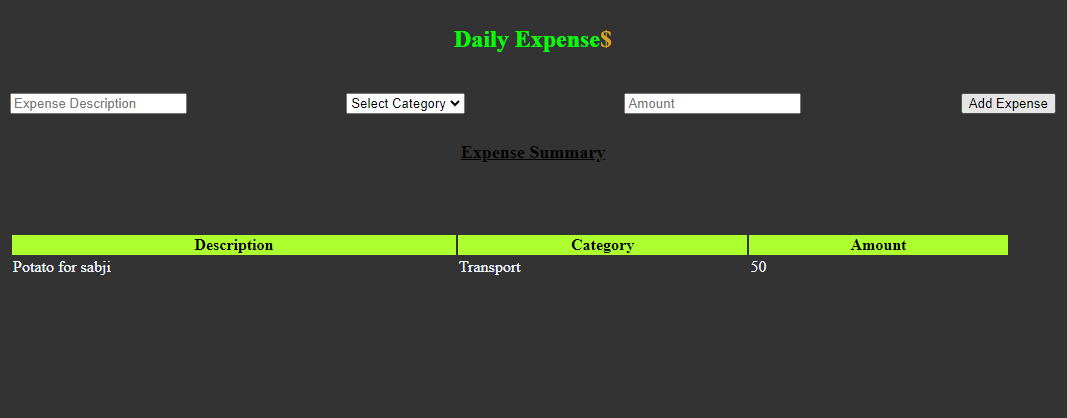 Daily Expense$
Expense Description Select Category Amount Add Expense
Expense Summary
Description Category Amount
Potato for sabji Transport 50